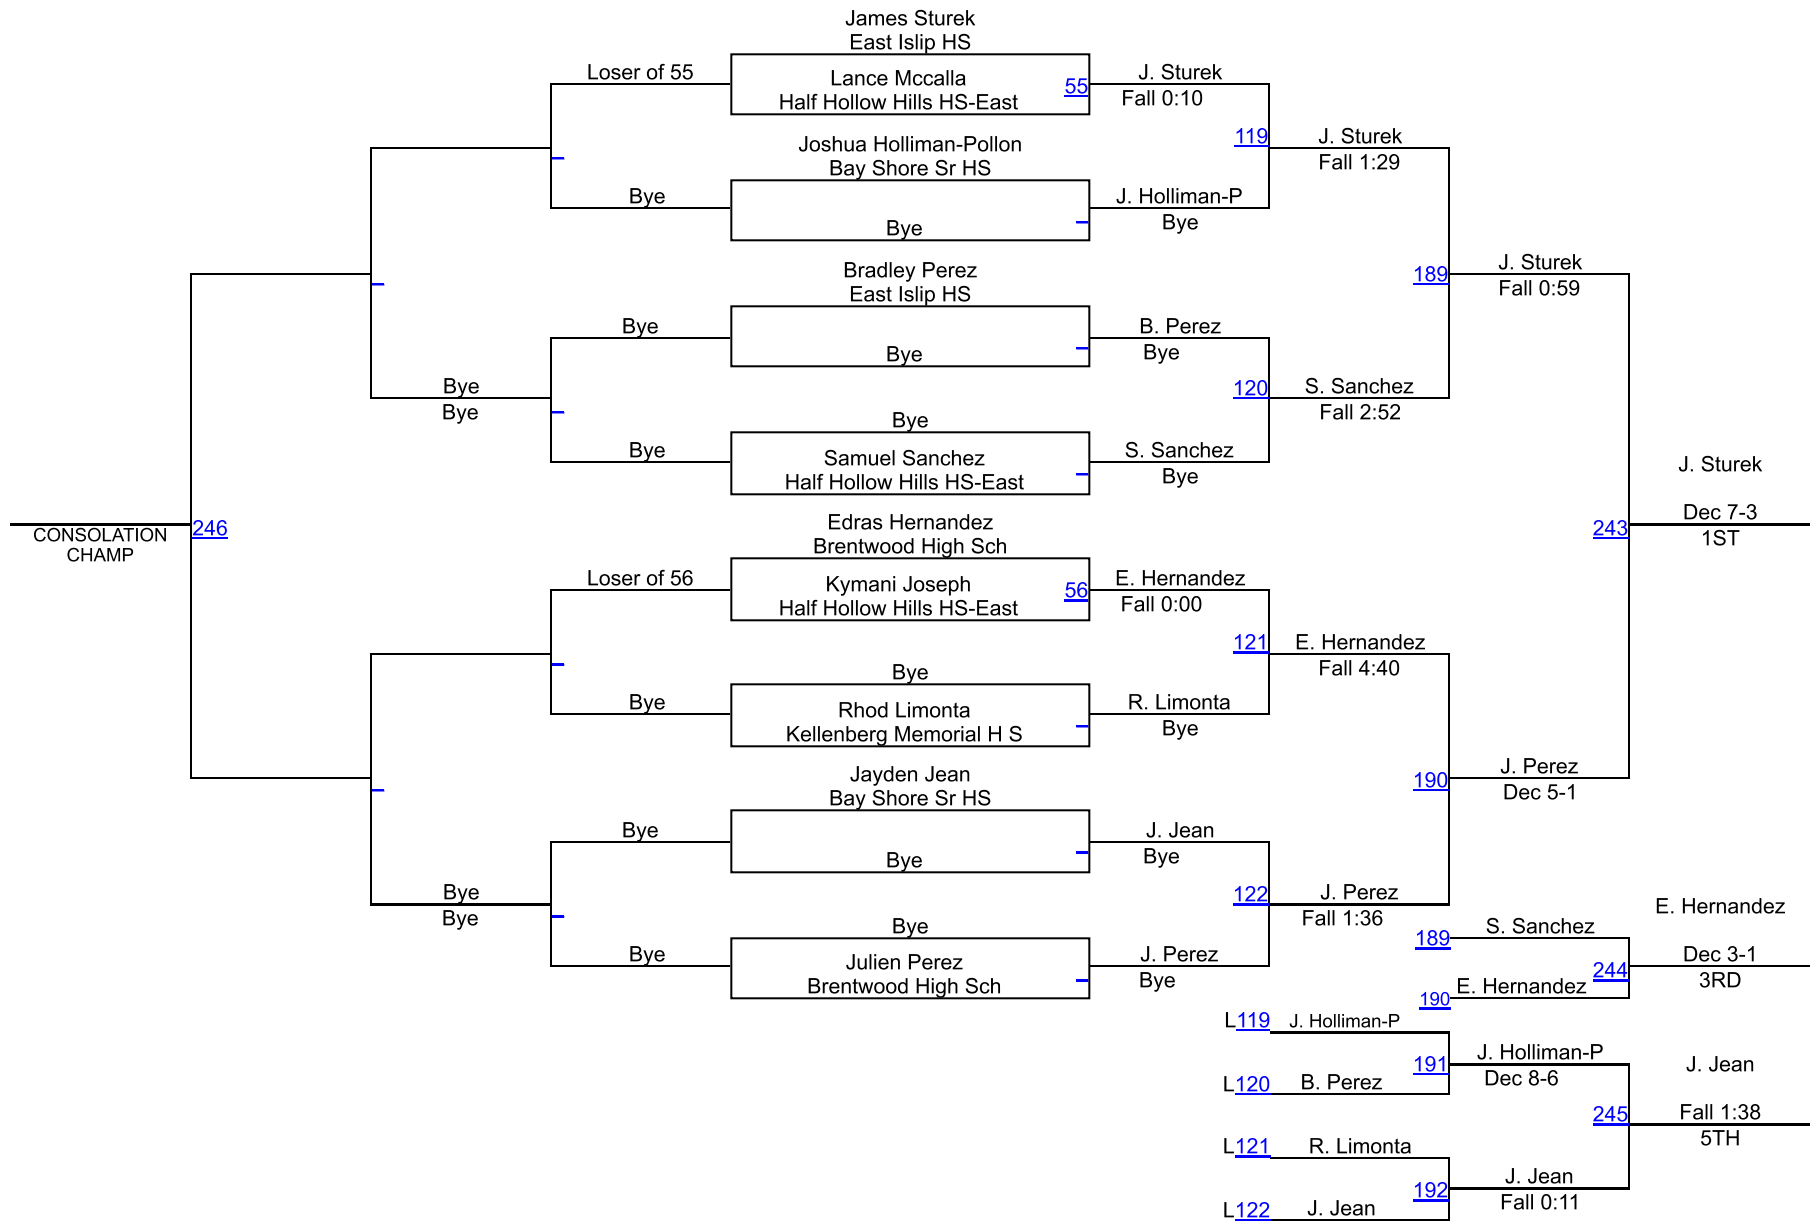 James Sturek
East Islip HS
Loser of 55
Lance Mccalla
Half Hollow Hills HS-East
55
J. Sturek
Fall 0:10
119
J. Sturek
Fall 1:29
Joshua Holliman-Pollon
Bay Shore Sr HS
Bye
Bye
J. Holliman-P
Bye
189
J. Sturek
Fall 0:59
Bradley Perez
East Islip HS
Bye
Bye
B. Perez
Bye
Bye
Bye
120
S. Sanchez
Fall 2:52
Bye
Bye
Samuel Sanchez
Half Hollow Hills HS-East
S. Sanchez
Bye
J. Sturek
CONSOLATION
CHAMP
246
243
Dec 7-3
1ST
Edras Hernandez
Brentwood High Sch
Loser of 56
Kymani Joseph
Half Hollow Hills HS-East
56
E. Hernandez
Fall 0:00
121
E. Hernandez
Fall 4:40
Bye
Bye
Rhod Limonta
Kellenberg Memorial H S
R. Limonta
Bye
190
J. Perez
Dec 5-1
Jayden Jean
Bay Shore Sr HS
Bye
Bye
J. Jean
Bye
Bye
Bye
122
J. Perez
Fall 1:36
Bye
Bye
Julien Perez
Brentwood High Sch
J. Perez
Bye
189
S. Sanchez
190
E. Hernandez
244
E. Hernandez
Dec 3-1
3RD
L119
J. Holliman-P
L120
B. Perez
191
J. Holliman-P
Dec 8-6
L121
R. Limonta
L122
J. Jean
192
J. Jean
Fall 0:11
245
J. Jean
Fall 1:38
5TH